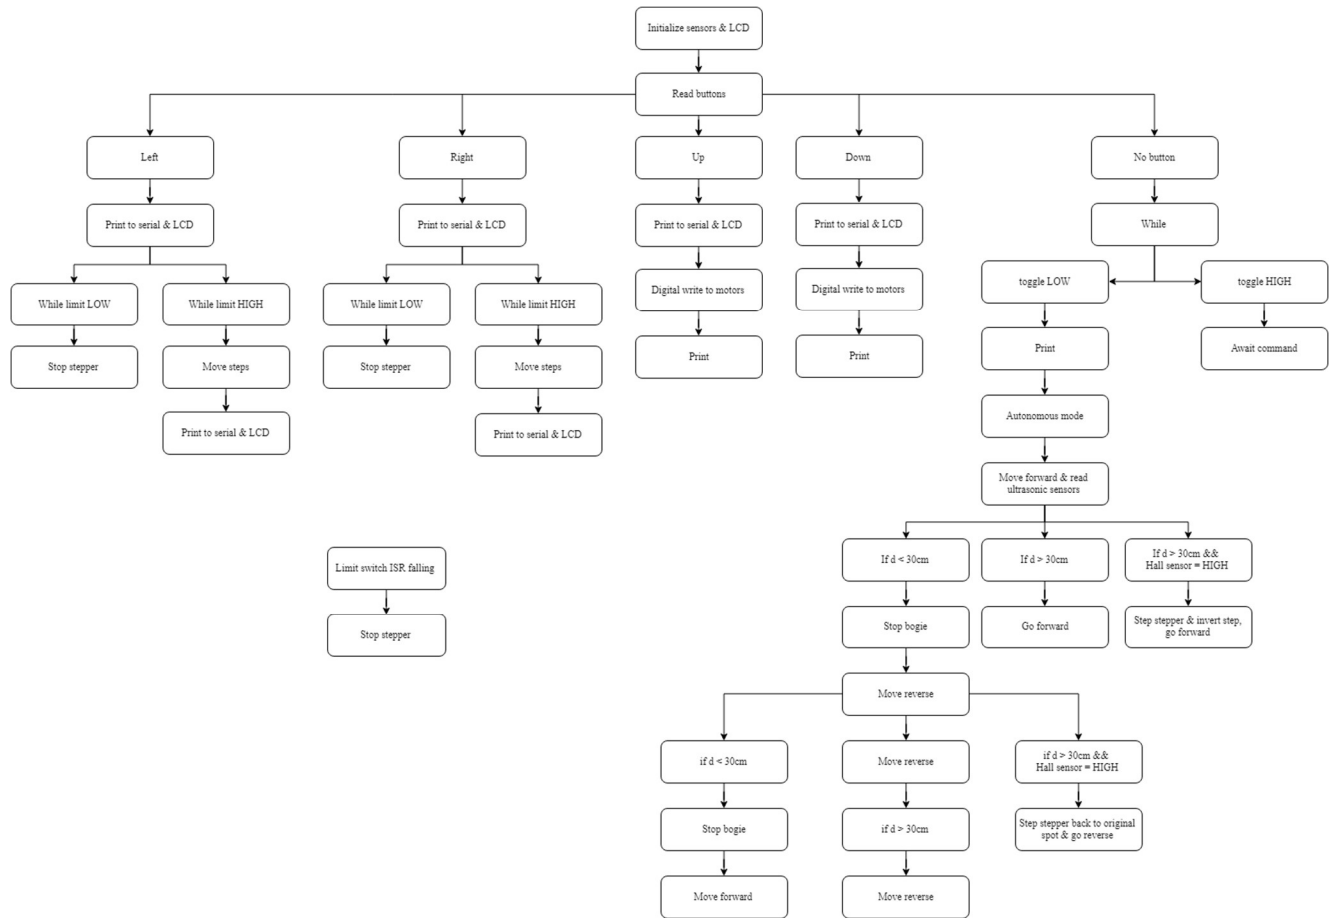 Initialize sensors & LCD
Read buttons
Left
Right
Up
Down
No button
Print to serial & LCD
Print to serial & LCD
Print to serial & LCD
Print to serial & LCD
While
While limit LOW
While limit HIGH
While limit LOW
While limit HIGH
Digital write to motors
Digital write to motors
toggle LOW
toggle HIGH
Stop stepper
Move steps
Stop stepper
Move steps
Print
Print
Print
Await command
Print to serial & LCD
Print to serial & LCD
Autonomous mode
Move forward & read
ultrasonic sensors
Limit switch ISR falling
If d < 30cm
If d > 30cm
If d > 30cm &&
Hall sensor = HIGH
Stop stepper
Stop bogie
Go forward
Step stepper & invert step,
go forward
Move reverse
if d < 30cm
Move reverse
if d > 30cm &&
Hall sensor = HIGH
Stop bogie
if d > 30cm
Step stepper back to original
spot & go reverse
Move forward
Move reverse